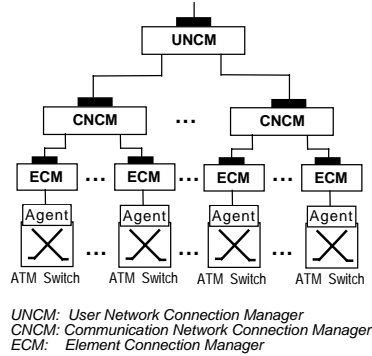 UNCM
CNCM ... CNCM
ECM ... ECM ... ECM ... ECM
Agent Agent Agent Agent
... ... ...
ATM Switch ATM Switch ATM Switch ATM Switch
UNCM: User Network Connection Manager
CNCM: Communication Network Connection Manager
ECM: Element Connection Manager